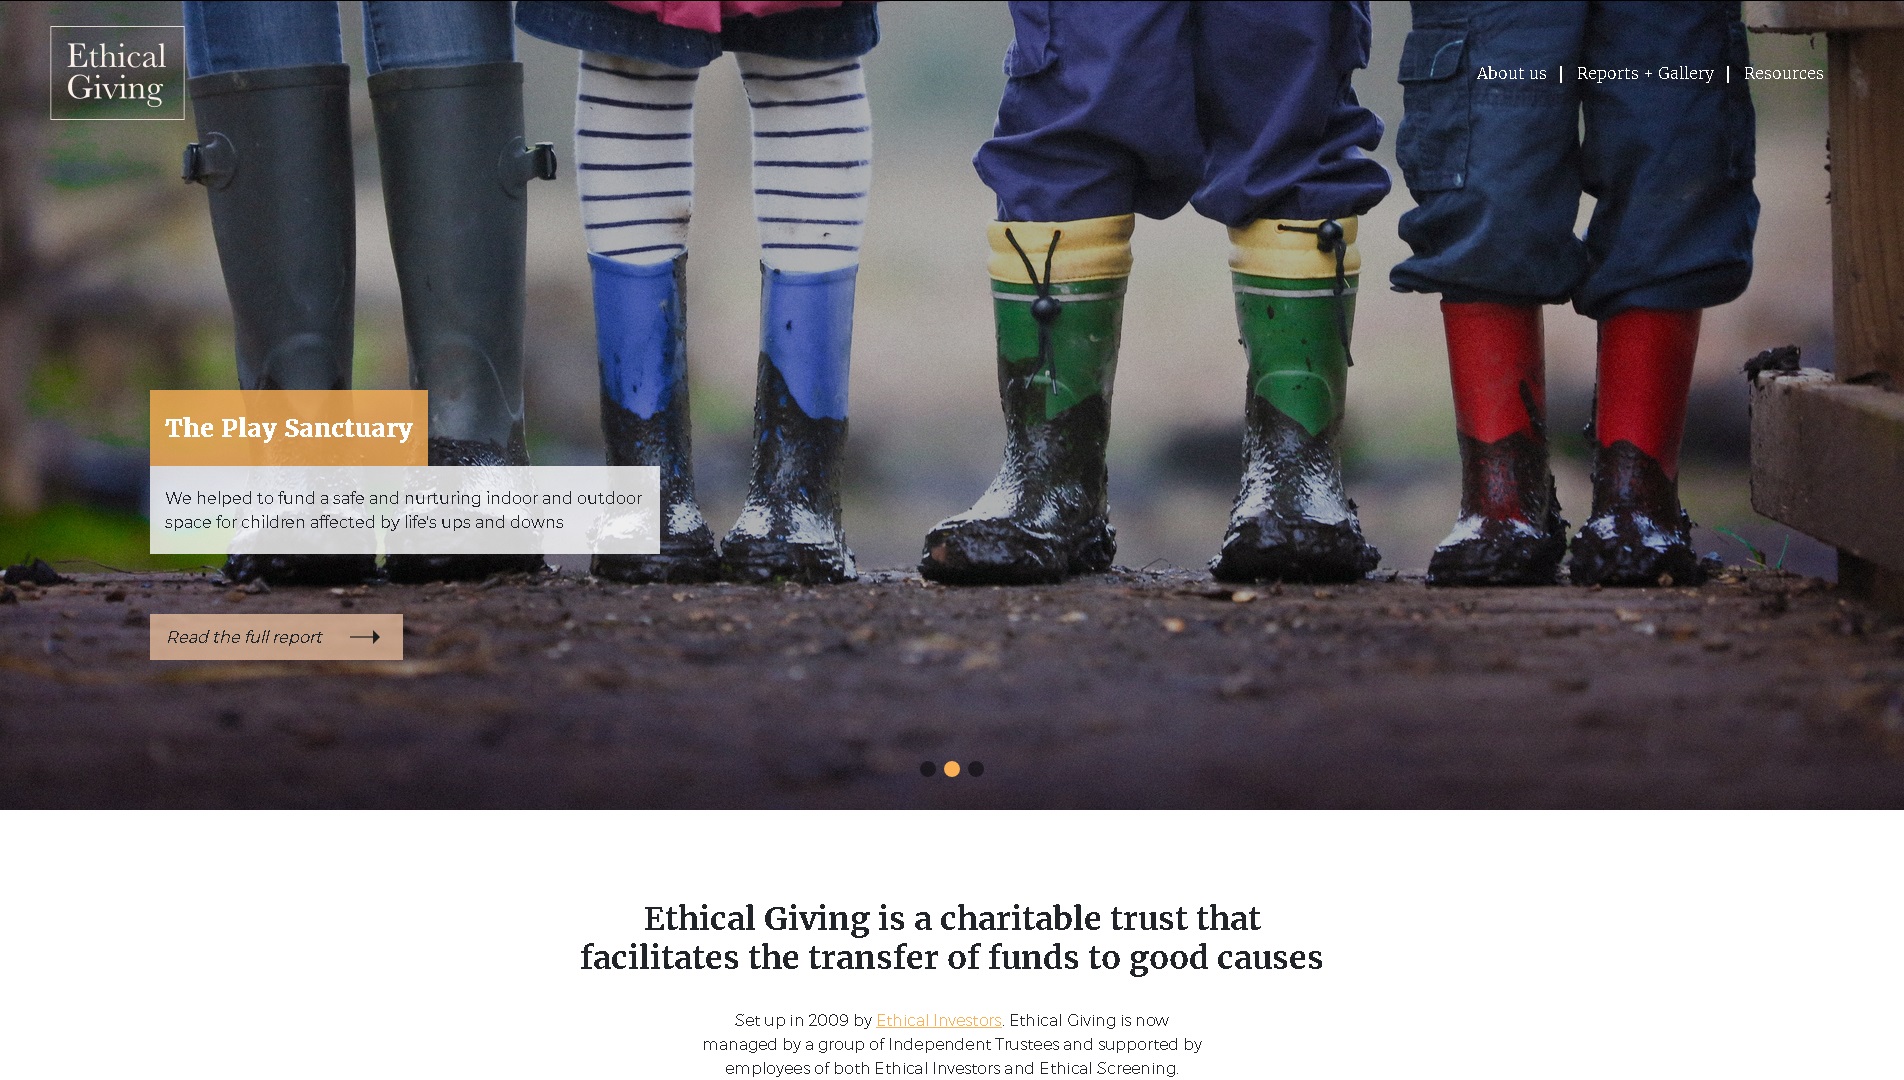 Ethical
Giving
About us | Reports + Gallery | Resources
The Play Sanctuary
We helped to fund a safe and nurturing indoor and outdoor
space for children affected by life's ups and downs
Read the full report
Ethical Giving is a charitable trust that
facilitates the transfer of funds to good causes
Set up in 2009 by Ethical Investors. Ethical Giving is now
managed by a group of Independent Trustees and supported by
employees of both Ethical Investors and Ethical Screening.